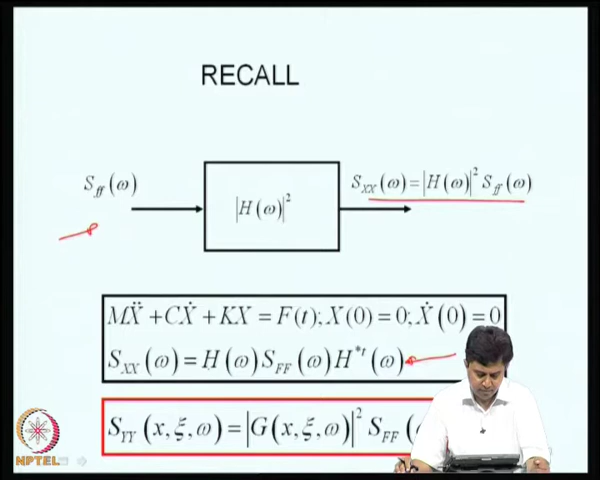 RECALL
S_ff(ω)
|H(ω)|²
S_XX(ω)=|H(ω)|² S_ff(ω)
MẌ + CẊ + KX = F(t); X(0) = 0; Ẋ(0) = 0
S_XX(ω) = H(ω)S_FF(ω)H*ᵗ(ω)
S_YY(x,ξ,ω) = |G(x,ξ,ω)|² S_FF(
NPTEL